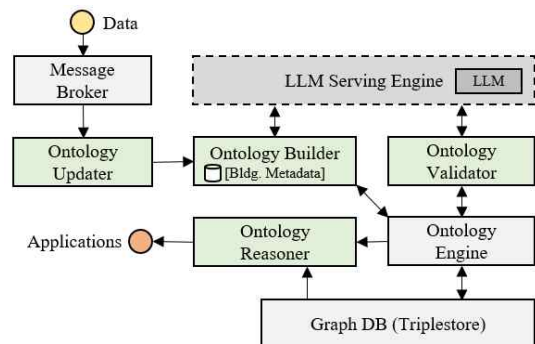 Data
Message
Broker
LLM Serving Engine
LLM
Ontology
Updater
Ontology Builder
[Bldg. Metadata]
Ontology
Validator
Applications
Ontology
Reasoner
Ontology
Engine
Graph DB (Triplestore)